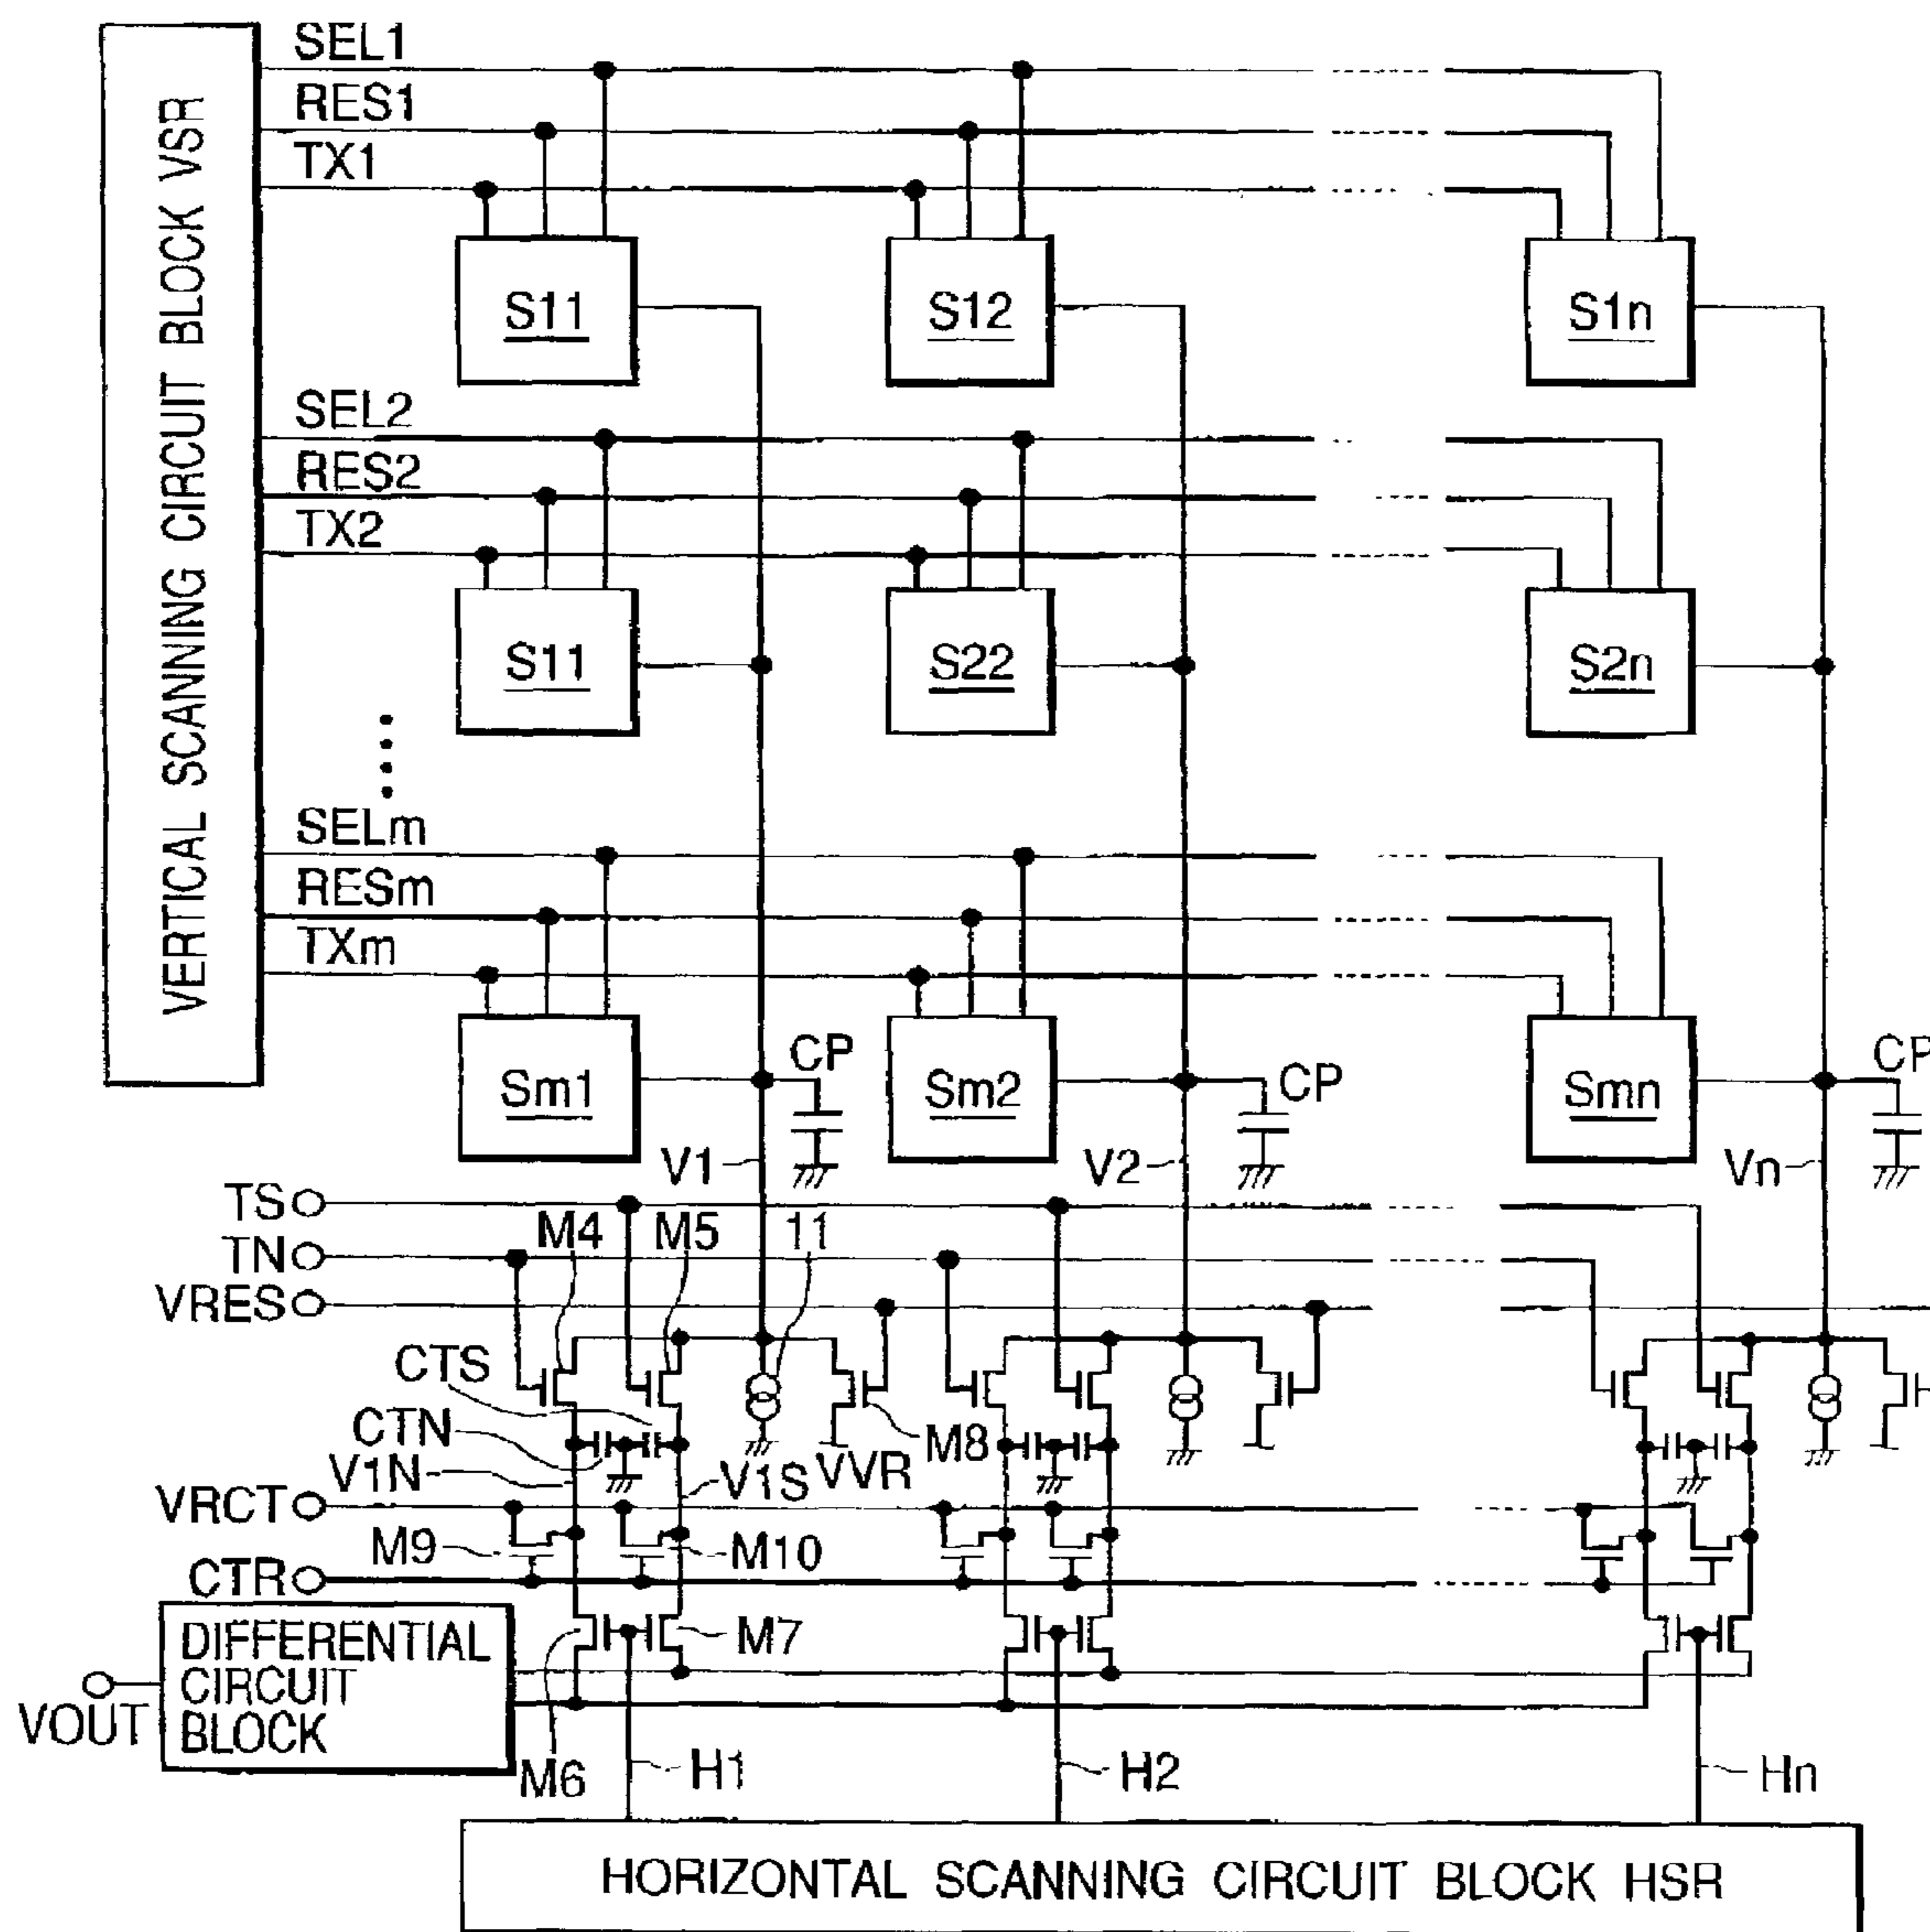 VERTICAL SCANNING CIRCUIT BLOCK VSR
SEL1
RES1
TX1
S11
S12
S1n
SEL2
RES2
TX2
S11
S22
S2n
SELm
RESm
TXm
Sm1
Sm2
Smn
CP
CP
CP
V1
V2
Vn
TS
TN
VRES
M4
M5
11
CTS
CTN
V1N
V1S
VVR
M8
VRCT
M9
M10
CTR
DIFFERENTIAL
CIRCUIT
BLOCK
VOUT
M7
M6
H1
H2
Hn
HORIZONTAL SCANNING CIRCUIT BLOCK HSR